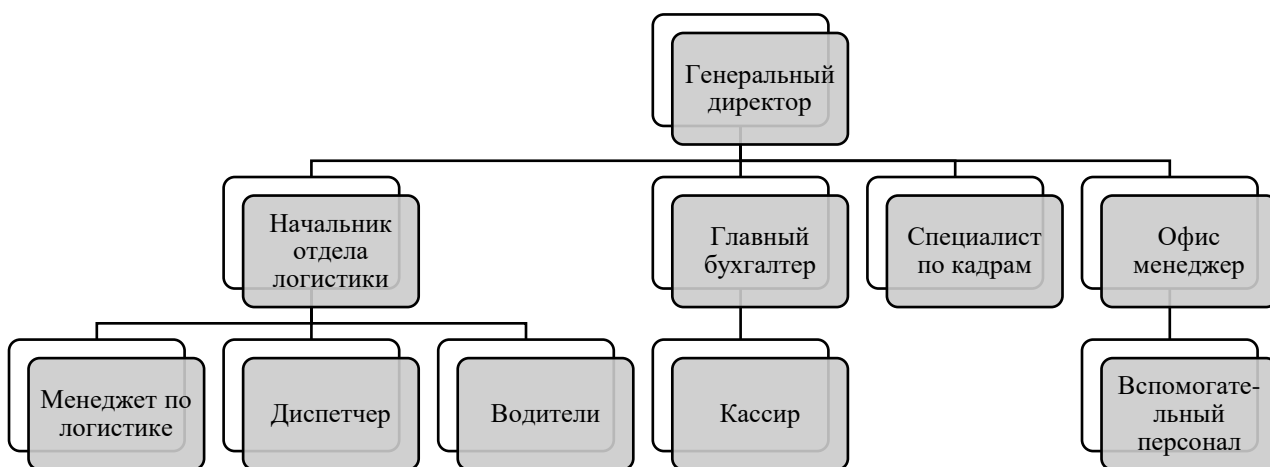 Генеральный
директор
Начальник
отдела
логистики
Главный
бухгалтер
Специалист
по кадрам
Офис
менеджер
Менеджет по
логистике
Диспетчер
Водители
Кассир
Вспомогате-
льный
персонал